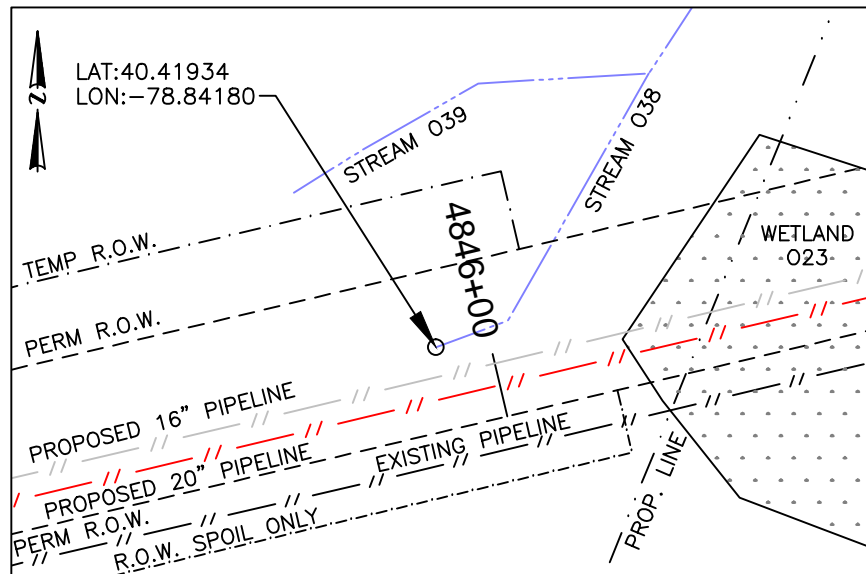 N
LAT:40.41934
LON:-78.84180
STREAM 039
STREAM 038
4846+00
WETLAND
023
TEMP R.O.W.
PERM R.O.W.
PROPOSED 16" PIPELINE
PROPOSED 20" PIPELINE
EXISTING PIPELINE
PERM R.O.W.
R.O.W. SPOIL ONLY
PROP. LINE